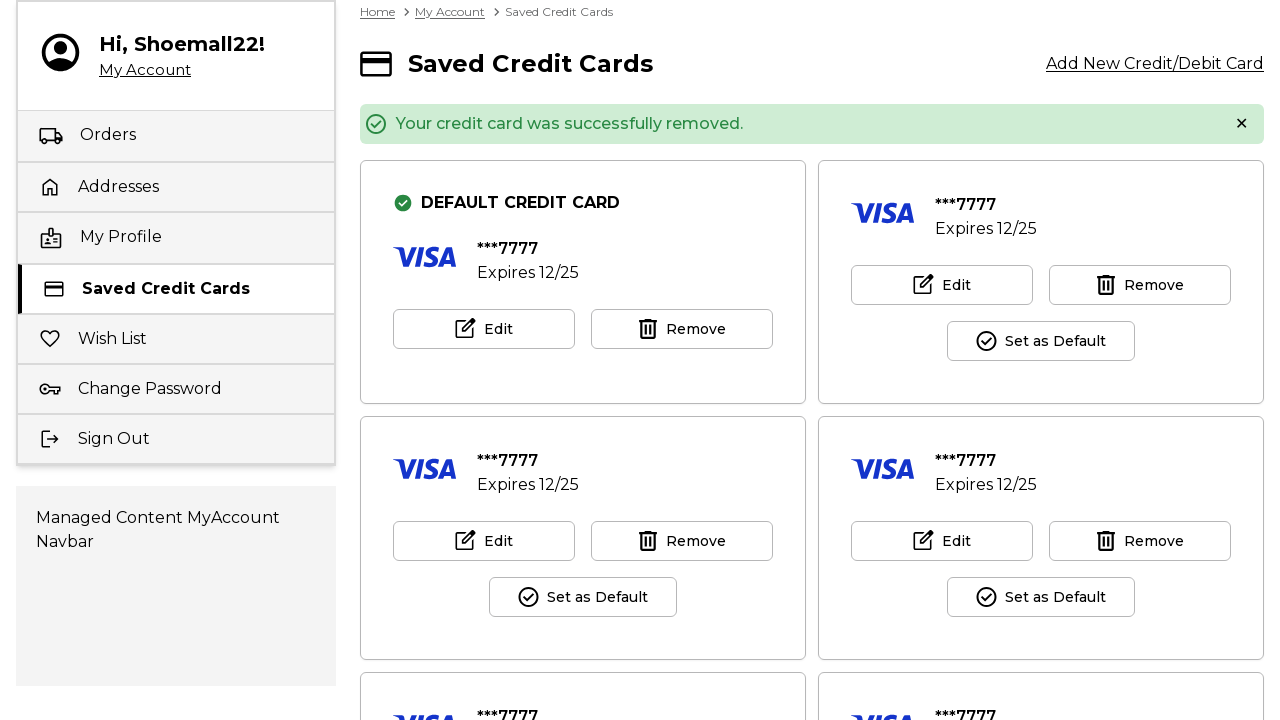 Hi, Shoemall22!
My Account
Orders
Addresses
My Profile
Saved Credit Cards
Wish List
Change Password
Sign Out
Managed Content MyAccount
Navbar
Home > My Account > Saved Credit Cards
Saved Credit Cards
Add New Credit/Debit Card
Your credit card was successfully removed.
DEFAULT CREDIT CARD
VISA
***7777
Expires 12/25
Edit
Remove
VISA
***7777
Expires 12/25
Edit
Remove
Set as Default
VISA
***7777
Expires 12/25
Edit
Remove
Set as Default
VISA
***7777
Expires 12/25
Edit
Remove
Set as Default
***7777
***7777